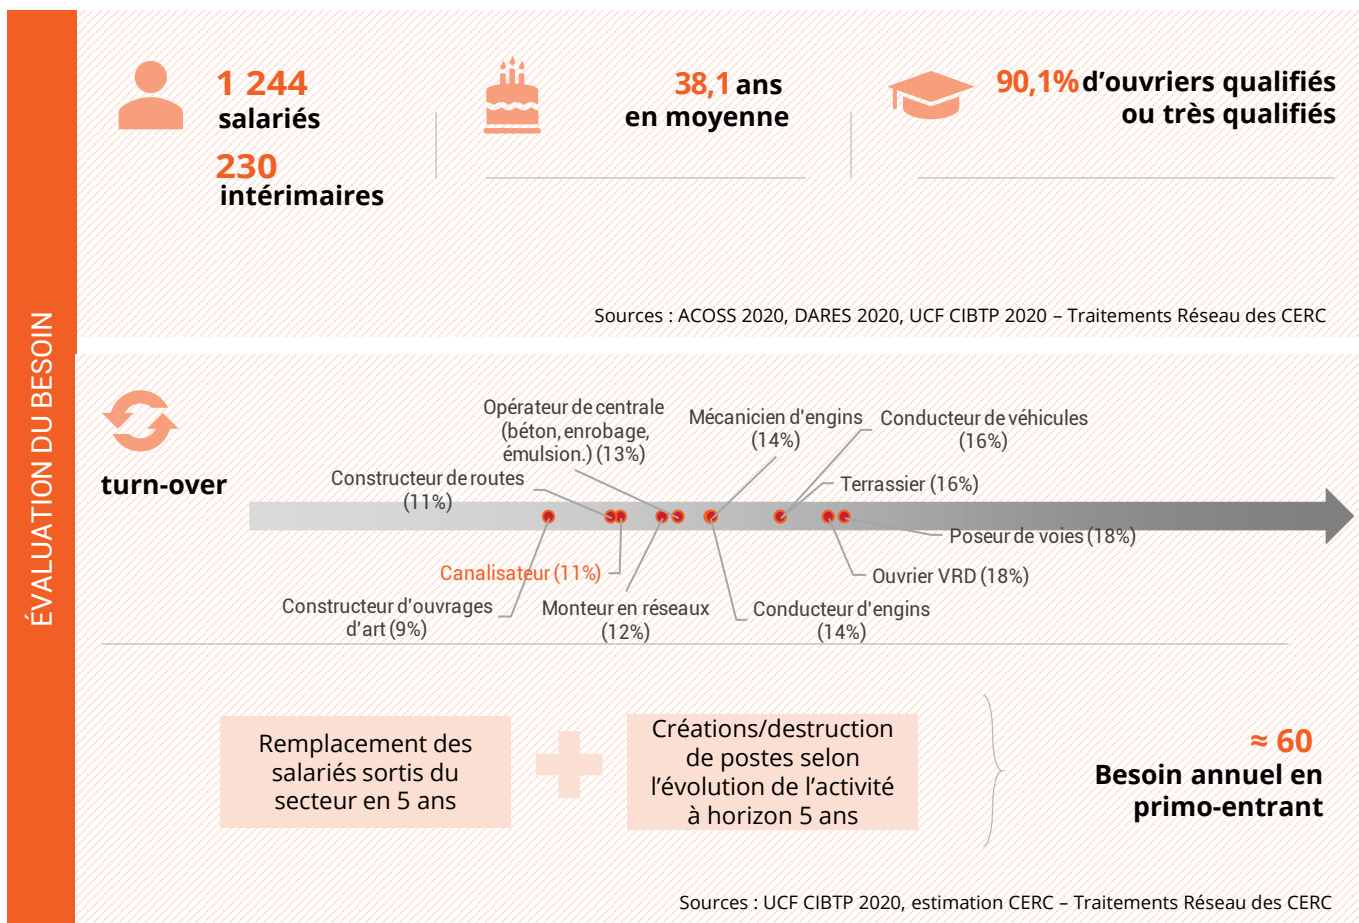 ÉVALUATION DU BESOIN
1 244
salariés
230
intérimaires
38,1 ans
en moyenne
90,1% d’ouvriers qualifiés
ou très qualifiés
Sources : ACOSS 2020, DARES 2020, UCF CIBTP 2020 – Traitements Réseau des CERC
turn-over
Opérateur de centrale
(béton, enrobage,
émulsion.) (13%)
Mécanicien d'engins
(14%)
Conducteur de véhicules
(16%)
Constructeur de routes
(11%)
Terrassier (16%)
Poseur de voies (18%)
Canalisateur (11%)
Ouvrier VRD (18%)
Constructeur d'ouvrages
d'art (9%)
Monteur en réseaux
(12%)
Conducteur d'engins
(14%)
Remplacement des
salariés sortis du
secteur en 5 ans
Créations/destruction
de postes selon
l’évolution de l’activité
à horizon 5 ans
≈ 60
Besoin annuel en
primo-entrant
Sources : UCF CIBTP 2020, estimation CERC – Traitements Réseau des CERC